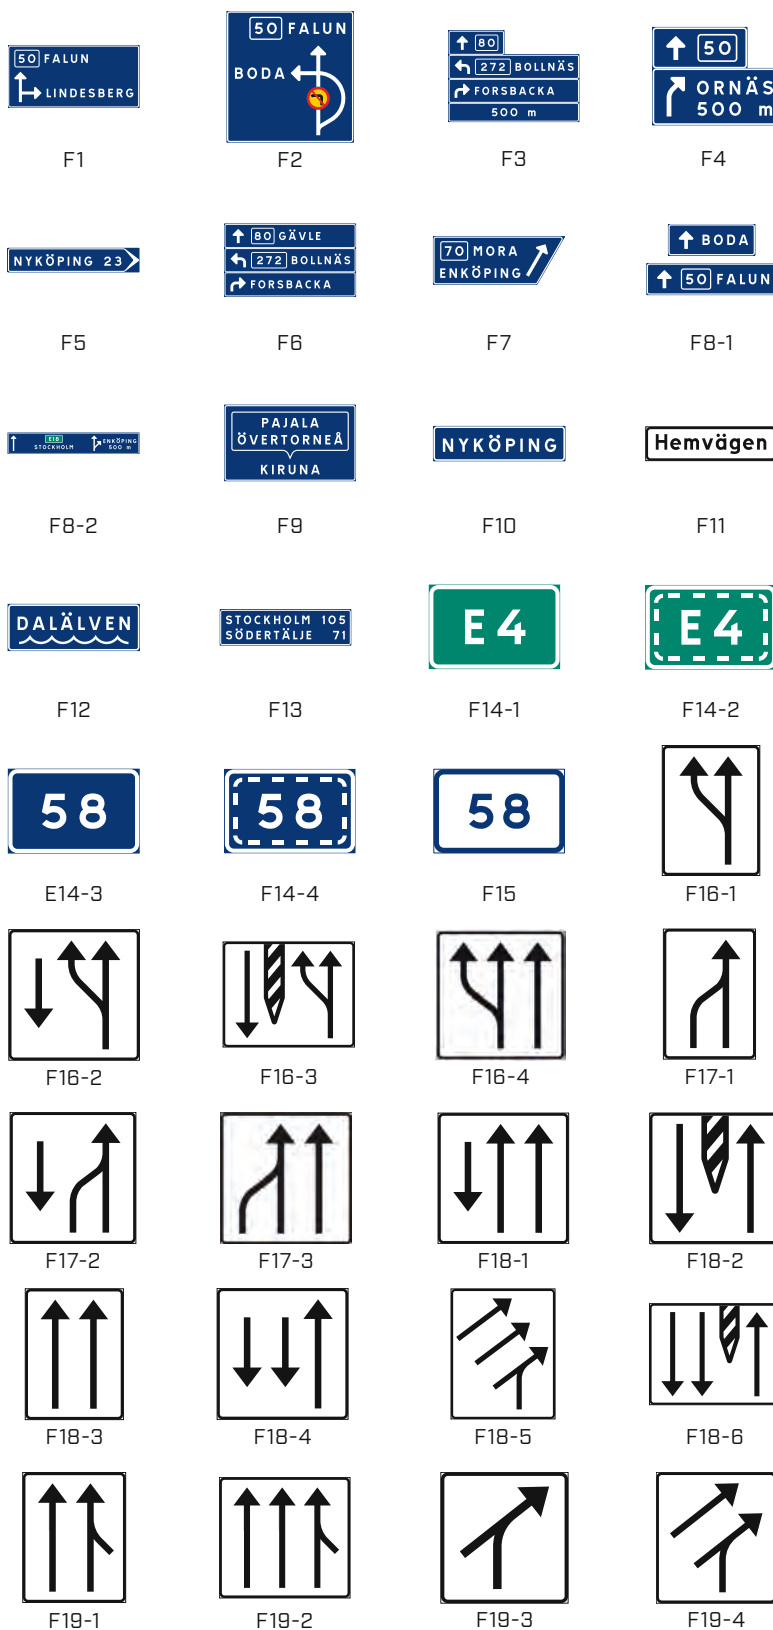 50 FALUN
LINDESBERG
F1
50 FALUN
BODA
F2
80
272 BOLLNÄS
FORSBACKA
500 m
F3
50
ORNÄS
500 m
F4
NYKÖPING 23
F5
80 GÄVLE
272 BOLLNÄS
FORSBACKA
F6
70 MORA
ENKÖPING
F7
BODA
50 FALUN
F8-1
E18
STOCKHOLM
ENKÖPING
500 m
F8-2
PAJALA
ÖVERTORNEÅ
KIRUNA
F9
NYKÖPING
F10
Hemvägen
F11
DALÄLVEN
F12
STOCKHOLM 105
SÖDERTÄLJE 71
F13
E4
F14-1
E4
F14-2
58
E14-3
58
F14-4
58
F15
F16-1
F16-2
F16-3
F16-4
F17-1
F17-2
F17-3
F18-1
F18-2
F18-3
F18-4
F18-5
F18-6
F19-1
F19-2
F19-3
F19-4